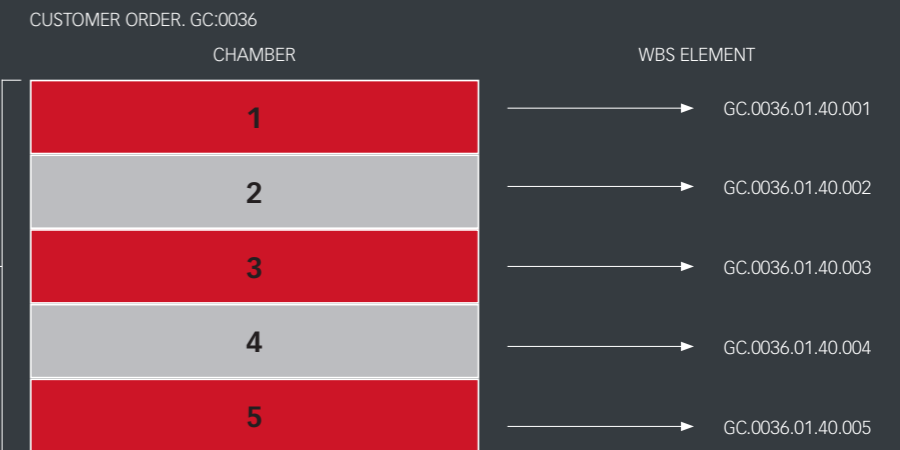 CUSTOMER ORDER. GC:0036
CHAMBER WBS ELEMENT
1 GC.0036.01.40.001
2 GC.0036.01.40.002
3 GC.0036.01.40.003
4 GC.0036.01.40.004
5 GC.0036.01.40.005